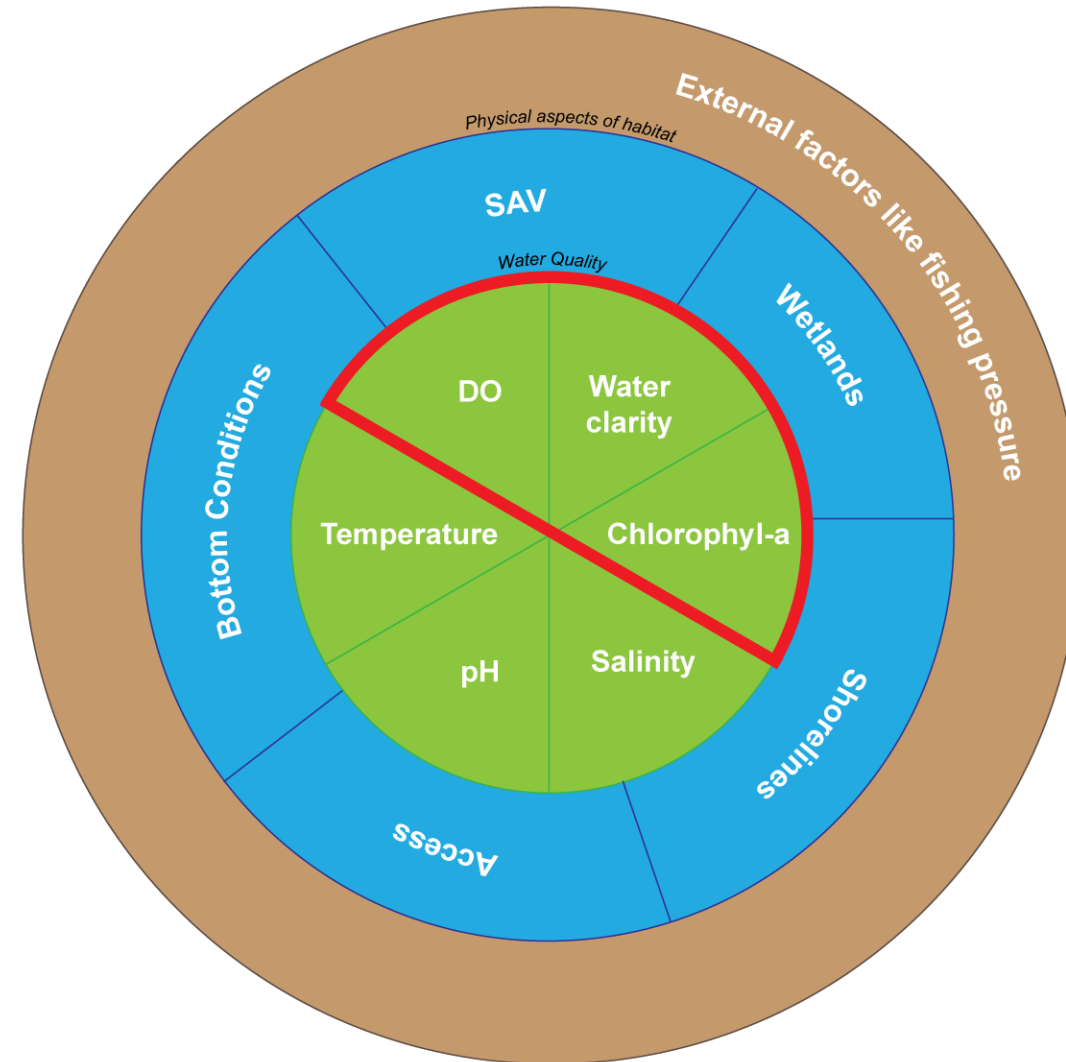 External factors like fishing pressure
Physical aspects of habitat
SAV
Wetlands
Water Quality
Bottom Conditions
DO
Water
clarity
Temperature
Chlorophyl-a
pH
Salinity
Shorelines
Access